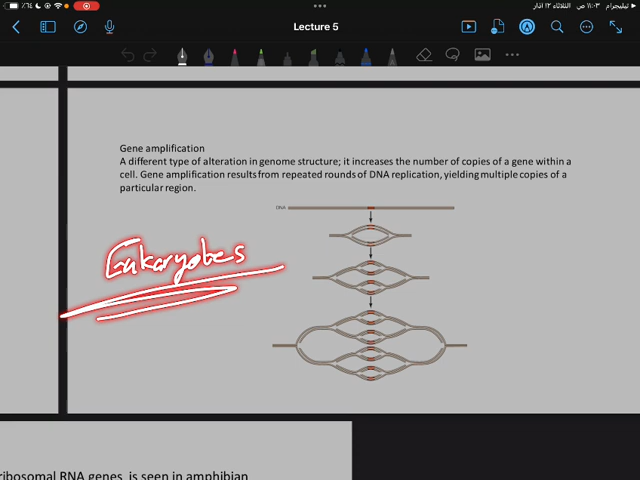 ٪٦٤ تيليجرام ١١:٠٣ ص الثلاثاء ١٢ آذار
Lecture 5
Gene amplification
A different type of alteration in genome structure; it increases the number of copies of a gene within a
cell. Gene amplification results from repeated rounds of DNA replication, yielding multiple copies of a
particular region.
DNA
Eukaryotes
ribosomal RNA genes, is seen in amphibian